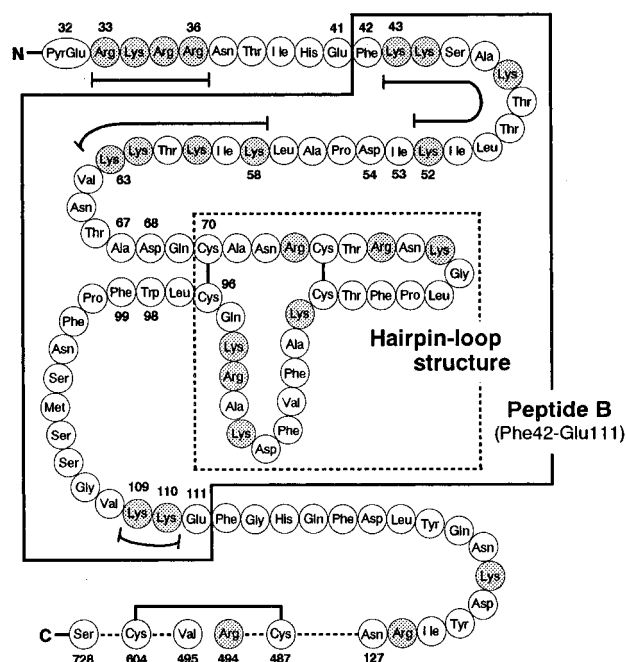 32 33 36 41 42 43
N PyrGlu Arg Lys Arg Arg Asn Thr Ile His Glu Phe Lys Lys Ser Ala Lys Thr Thr
Lys Lys Thr Lys Ile Lys Leu Ala Pro Asp Ile Lys Ile Leu
63 58 54 53 52
Val Asn Thr
67 68 70
Ala Asp Gln Cys Ala Asn Arg Cys Thr Arg Asn Lys Gly
Pro Phe Trp Leu Cys 96 Cys Thr Phe Pro Leu
99 98
Gln Lys Arg Ala Lys Asp Phe Val Phe Ala Lys
Hairpin-loop
structure
Peptide B
(Phe42-Glu111)
Phe Asn Ser Met Ser Ser Gly Val
109 110 111
Lys Lys Glu Phe Gly His Gln Phe Asp Leu Tyr Gln Asn Lys Asp Tyr
C Ser Cys Val Arg Cys Asn Arg Ile
728 604 495 494 487 127